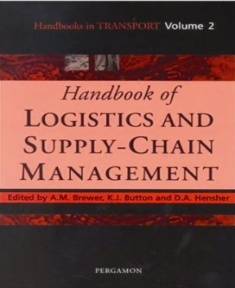 Handbooks in TRANSPORT Volume 2
Handbook of
LOGISTICS AND
SUPPLY-CHAIN
MANAGEMENT
Edited by A.M. Brewer, K.J. Button and D.A. Hensher
PERGAMON